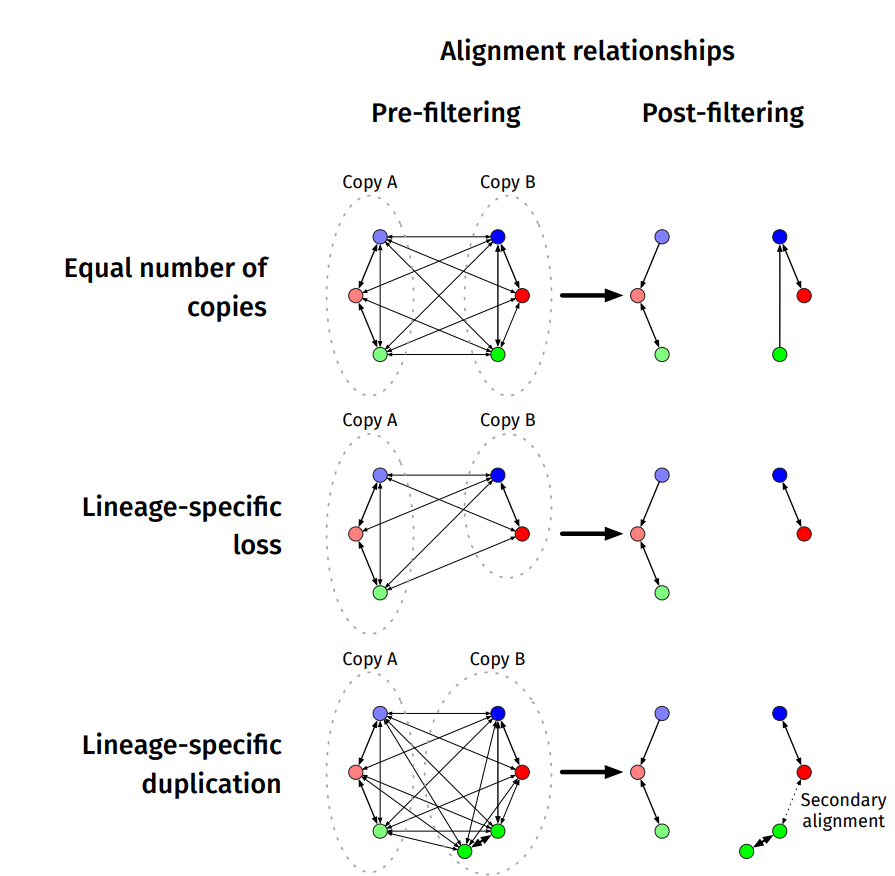 Alignment relationships
Pre-filtering
Post-filtering
Copy A
Copy B
Equal number of
copies
Copy A
Copy B
Lineage-specific
loss
Copy A
Copy B
Lineage-specific
duplication
Secondary
alignment